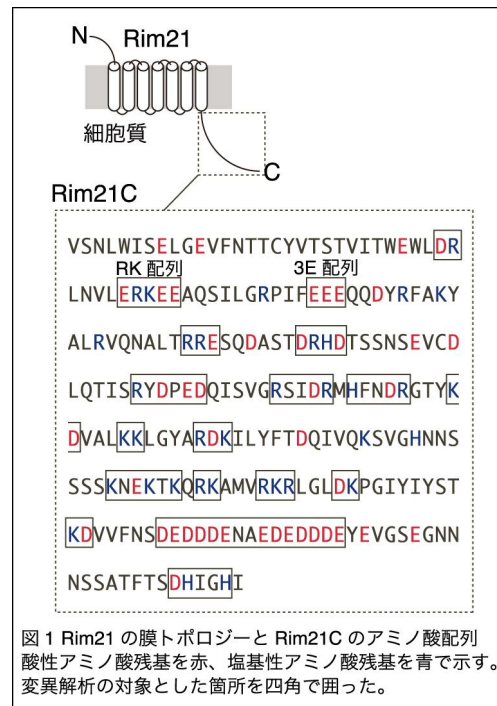 N
Rim21
細胞質
C
Rim21C
VSNLWISELGEVFNTTCYVTSTVITWEWLDR
RK 配列 3E 配列
LNVLERKEEAQSILGRPIFEEEQQDYRFAKY
ALRVQNALTRRESQDASTDRHDTSSNSEVCD
LQTISRYDPEDQISVGRSIDRMHFNDRGTYK
DVALKKLGYARDKILYFTDQIVQKSVGHNNS
SSSKNEKTKQRKAMVRKRLGLDKPGIYIYST
KDVVFNSDEDDDENAEDEDDDEYEVGSEGNN
NSSATFTSDHIGHI
図 1 Rim21 の膜トポロジーと Rim21C のアミノ酸配列
酸性アミノ酸残基を赤、塩基性アミノ酸残基を青で示す。
変異解析の対象とした箇所を四角で囲った。